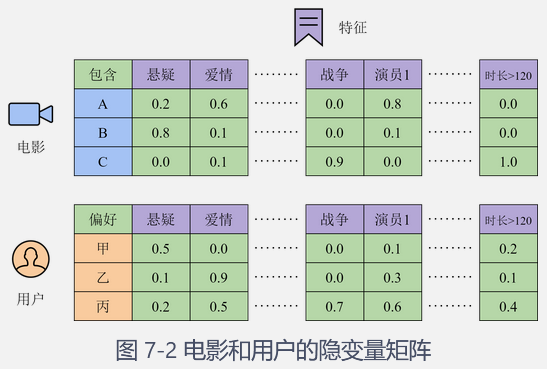 特征
包含 悬疑 爱情 ········ 战争 演员1 ········ 时长>120
A 0.2 0.6 ········ 0.0 0.8 ········ 0.0
B 0.8 0.1 ········ 0.0 0.1 ········ 0.0
C 0.0 0.1 ········ 0.9 0.0 ········ 1.0
电影
偏好 悬疑 爱情 ········ 战争 演员1 ········ 时长>120
甲 0.5 0.0 ········ 0.0 0.1 ········ 0.2
乙 0.1 0.9 ········ 0.0 0.3 ········ 0.1
丙 0.2 0.5 ········ 0.7 0.6 ········ 0.4
用户
图 7-2 电影和用户的隐变量矩阵